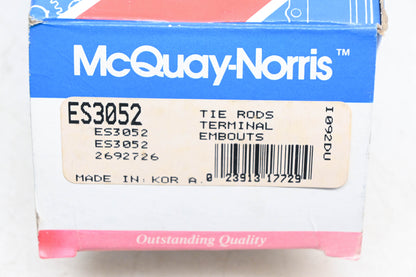 McQuay-Norris™
ES3052
ES3052
ES3052
2692726
TIE RODS
TERMINAL
EMBOUTS
I092DU
MADE IN: KOR A.
0 23913 17729
Outstanding Quality